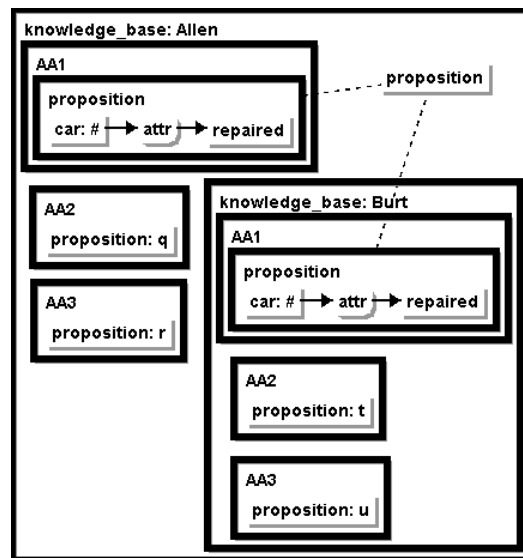 knowledge_base: Allen
AA1
proposition
car: # attr repaired
proposition
AA2
proposition: q
AA3
proposition: r
knowledge_base: Burt
AA1
proposition
car: # attr repaired
AA2
proposition: t
AA3
proposition: u